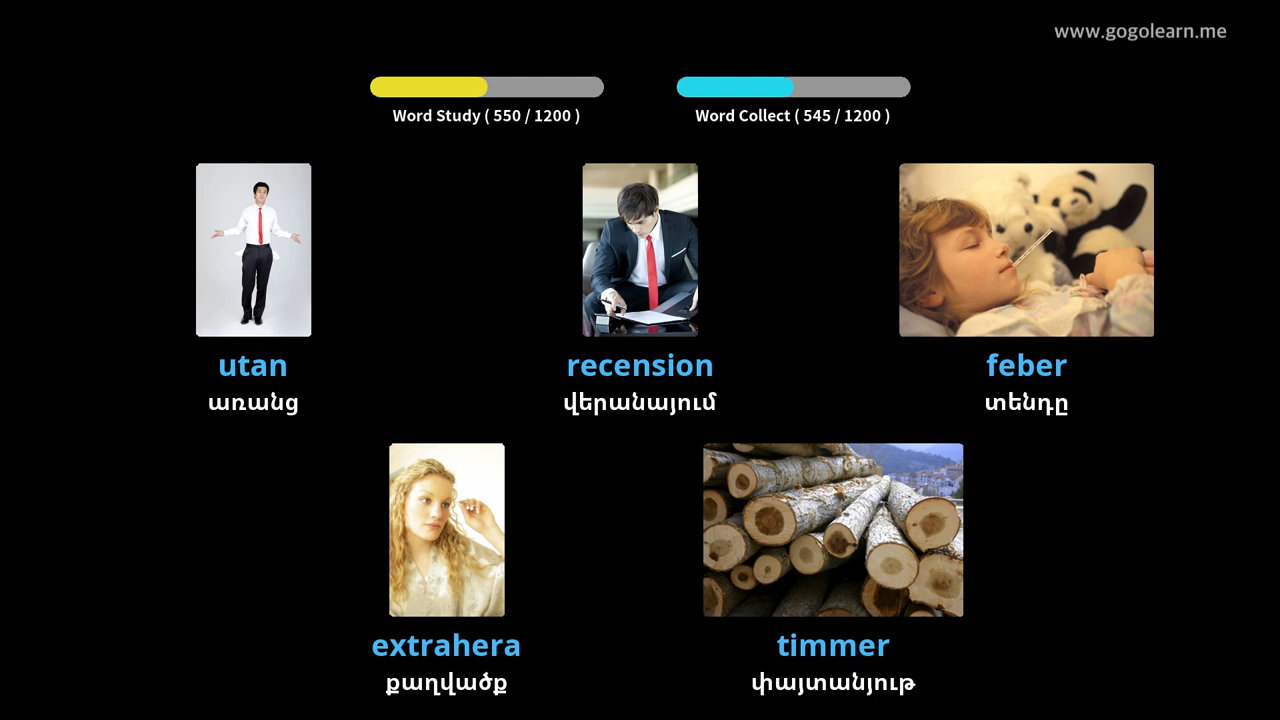 www.gogolearn.me
Word Study ( 550 / 1200 )
Word Collect ( 545 / 1200 )
utan
առանց
recension
վերանայում
feber
տենդը
extrahera
քաղվածք
timmer
փայտանյութ